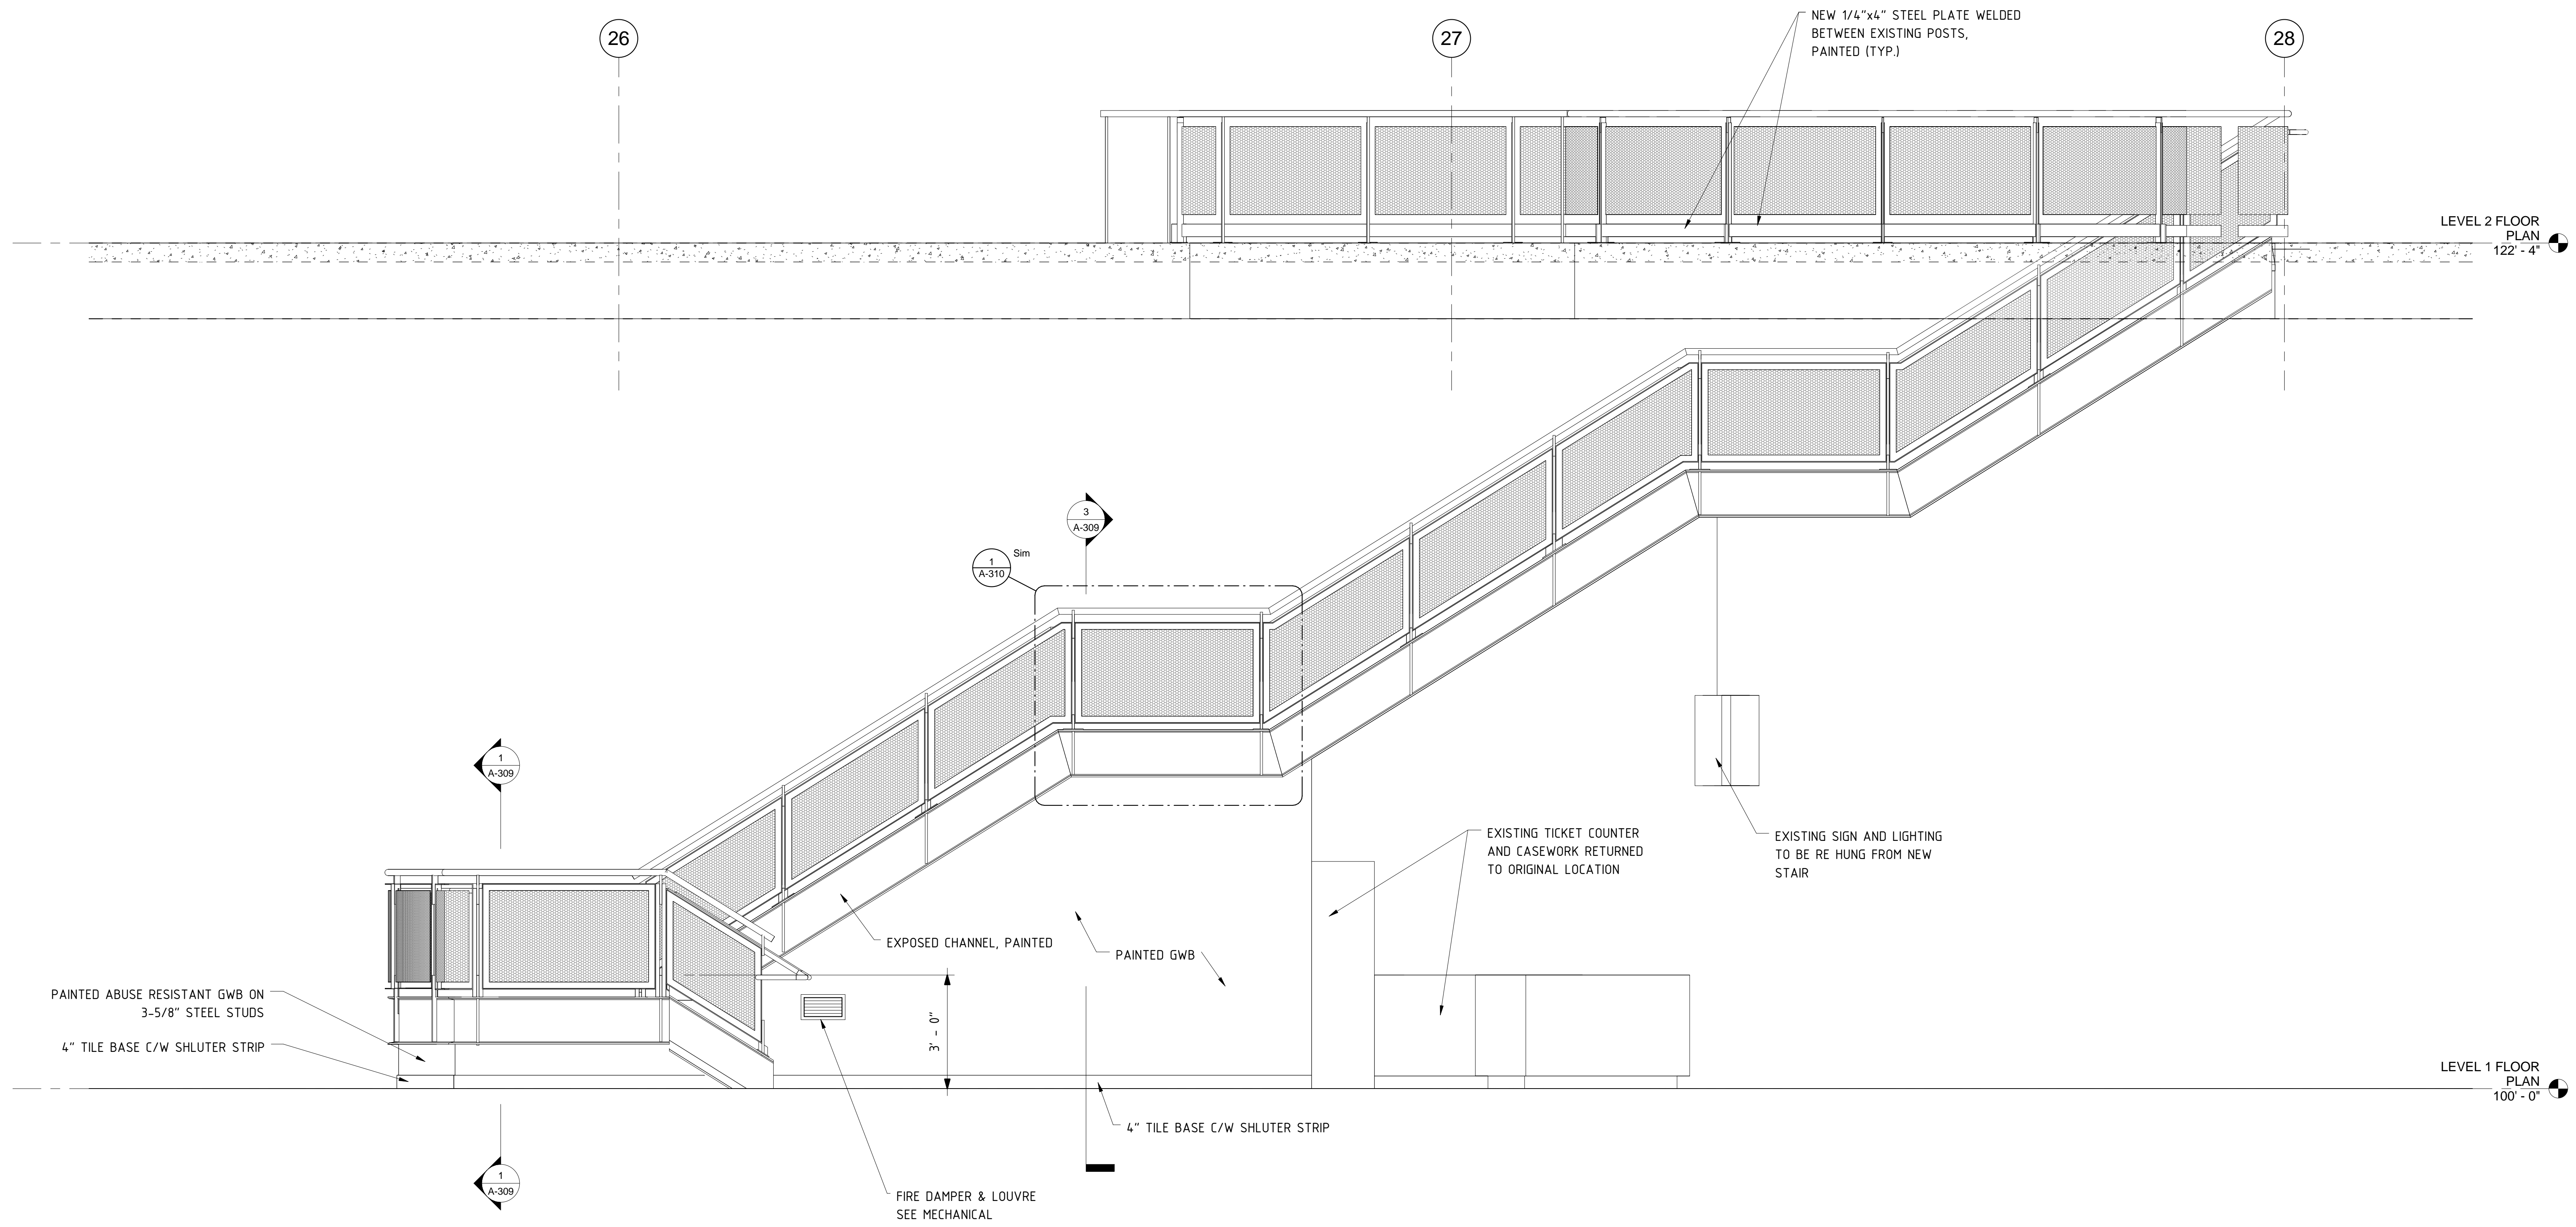 26
27
28
NEW 1/4"x4" STEEL PLATE WELDED
BETWEEN EXISTING POSTS,
PAINTED (TYP.)
LEVEL 2 FLOOR
PLAN
122' - 4"
3
A-309
1
A-310
Sim
1
A-309
EXISTING TICKET COUNTER
AND CASEWORK RETURNED
TO ORIGINAL LOCATION
EXISTING SIGN AND LIGHTING
TO BE RE HUNG FROM NEW
STAIR
EXPOSED CHANNEL, PAINTED
PAINTED GWB
PAINTED ABUSE RESISTANT GWB ON
3-5/8" STEEL STUDS
4" TILE BASE C/W SHLUTER STRIP
3' - 0"
LEVEL 1 FLOOR
PLAN
100' - 0"
4" TILE BASE C/W SHLUTER STRIP
1
A-309
FIRE DAMPER & LOUVRE
SEE MECHANICAL